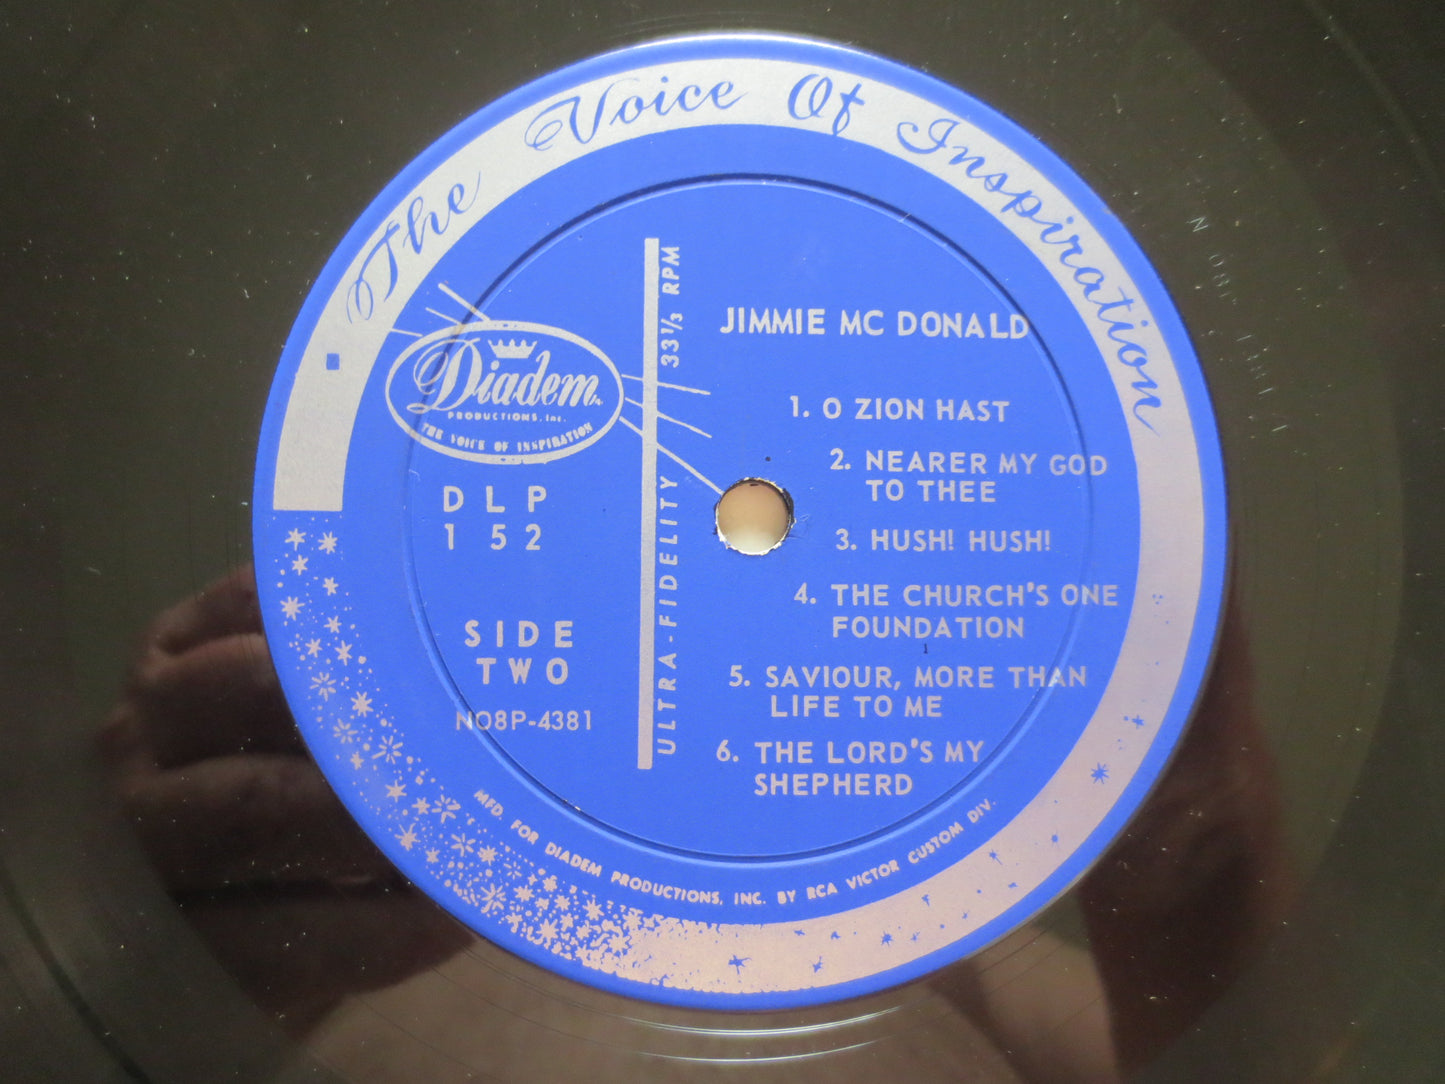 The Voice Of Inspiration
Diadem
PRODUCTIONS, Inc.
THE VOICE OF INSPIRATION
DLP
152
SIDE
TWO
NO8P-4381
33⅓ RPM
ULTRA-FIDELITY
JIMMIE MC DONALD
1. O ZION HAST
2. NEARER MY GOD
TO THEE
3. HUSH! HUSH!
4. THE CHURCH'S ONE
FOUNDATION
5. SAVIOUR, MORE THAN
LIFE TO ME
6. THE LORD'S MY
SHEPHERD
MFD. FOR DIADEM PRODUCTIONS, INC. BY RCA VICTOR CUSTOM DIV.